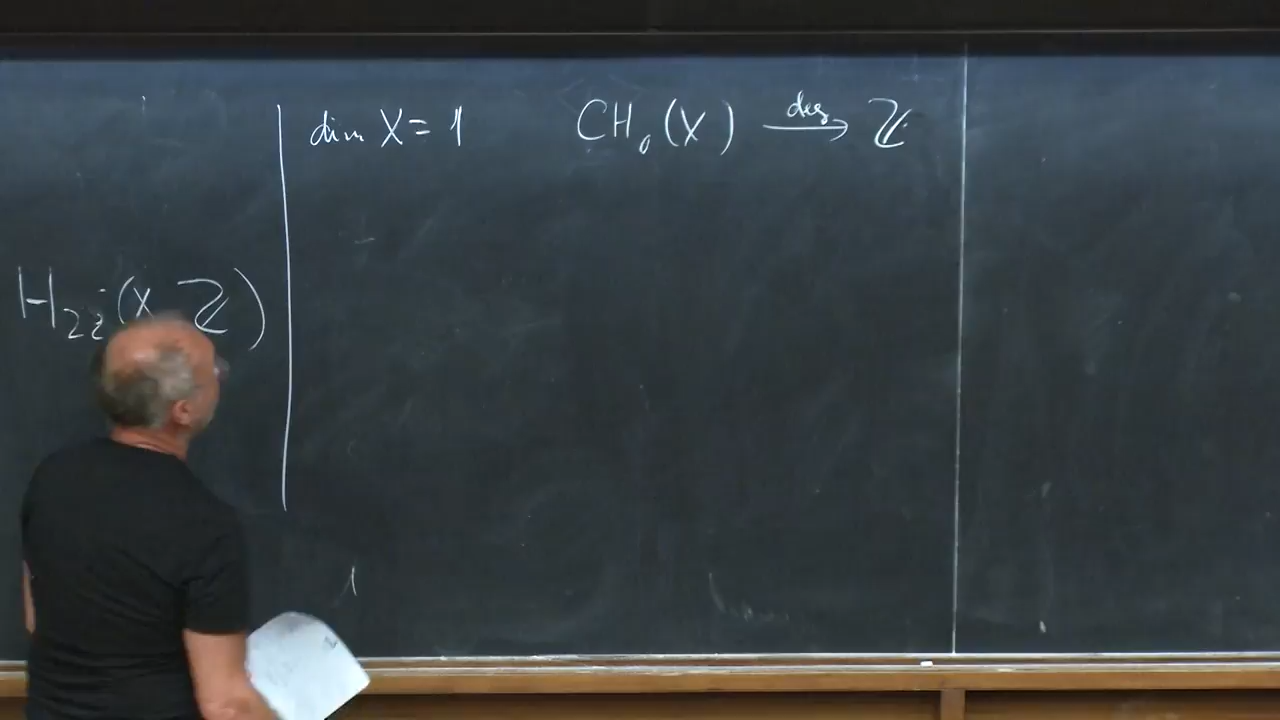 dim X = 1    CH₀(X) —deg→ ℤ
H₂ᵢ(X, ℤ)